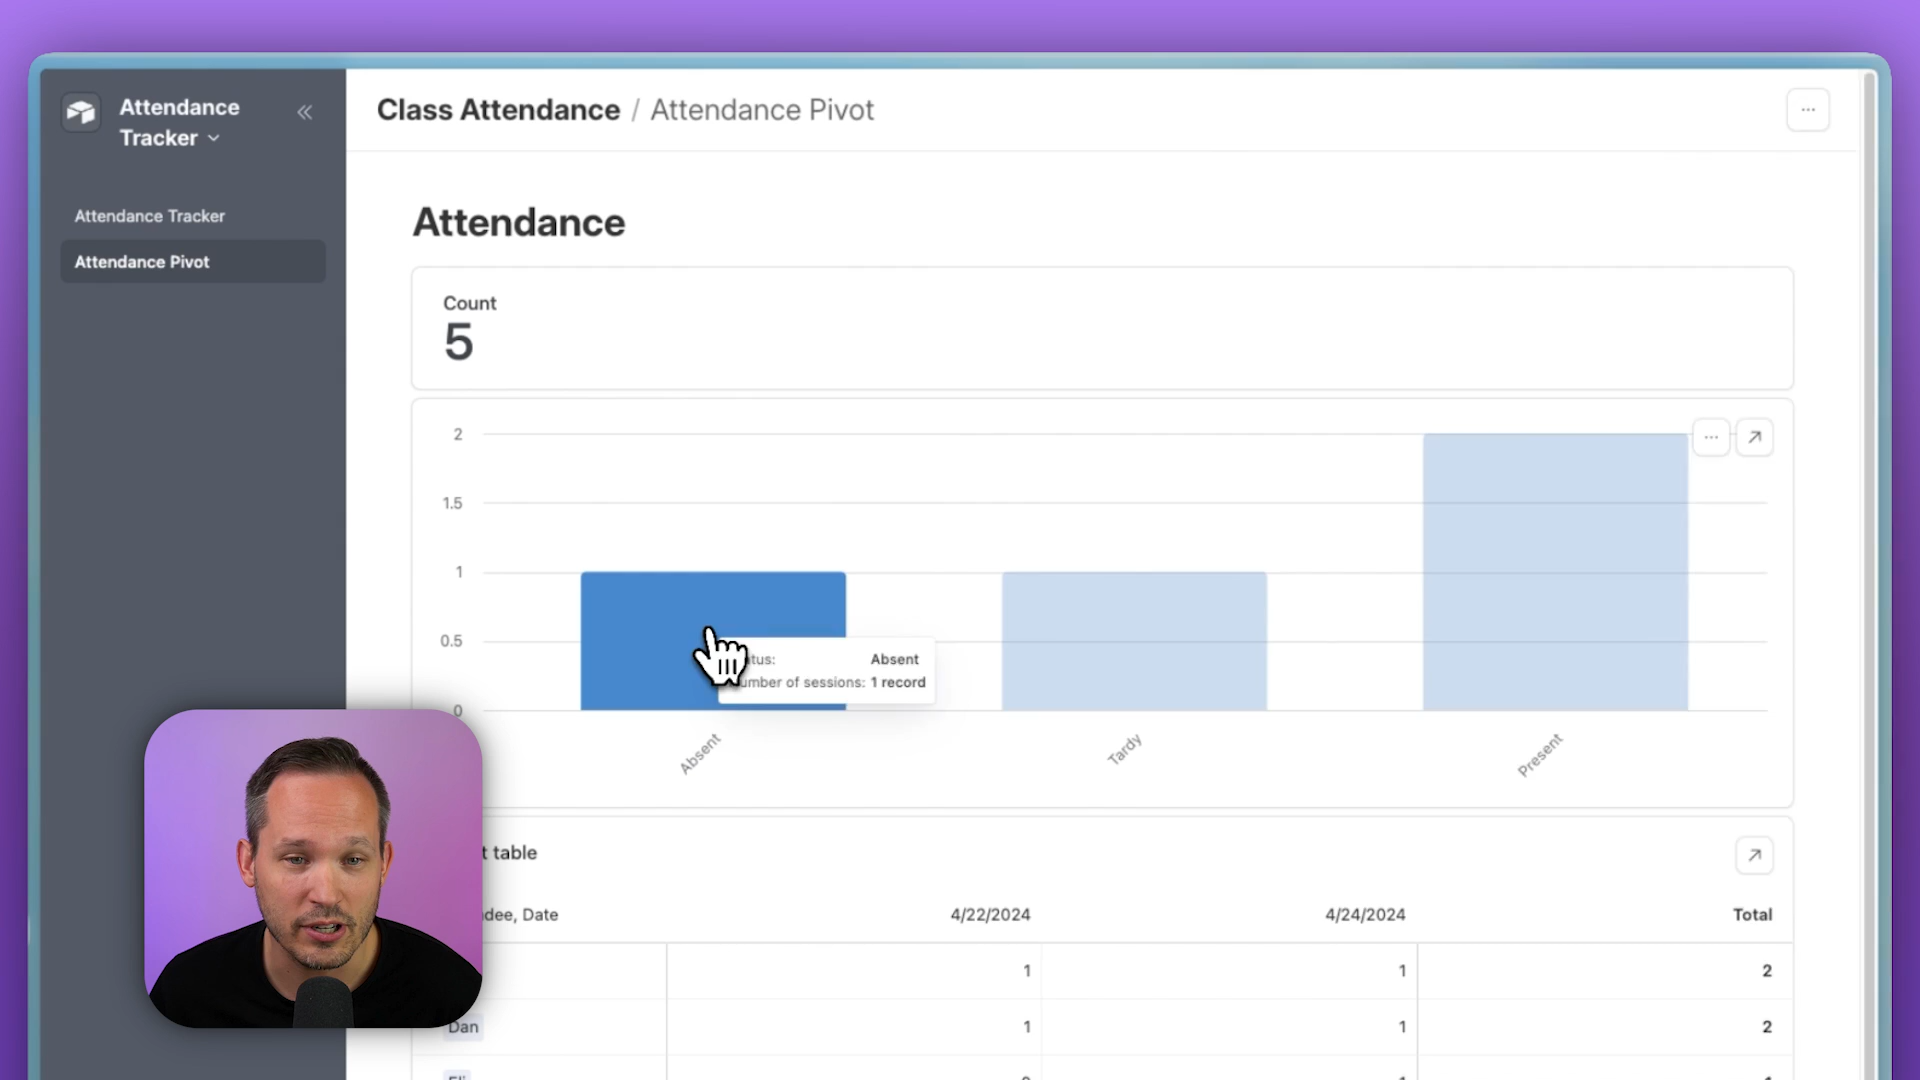 Attendance
Tracker
Attendance Tracker
Attendance Pivot
Class Attendance / Attendance Pivot
Attendance
Count
5
2
1.5
1
0.5
0
Absent
1 record
number of sessions:
Absent
Tardy
Present
table
Date
4/22/2024
4/24/2024
Total
1
1
2
Dan
1
1
2